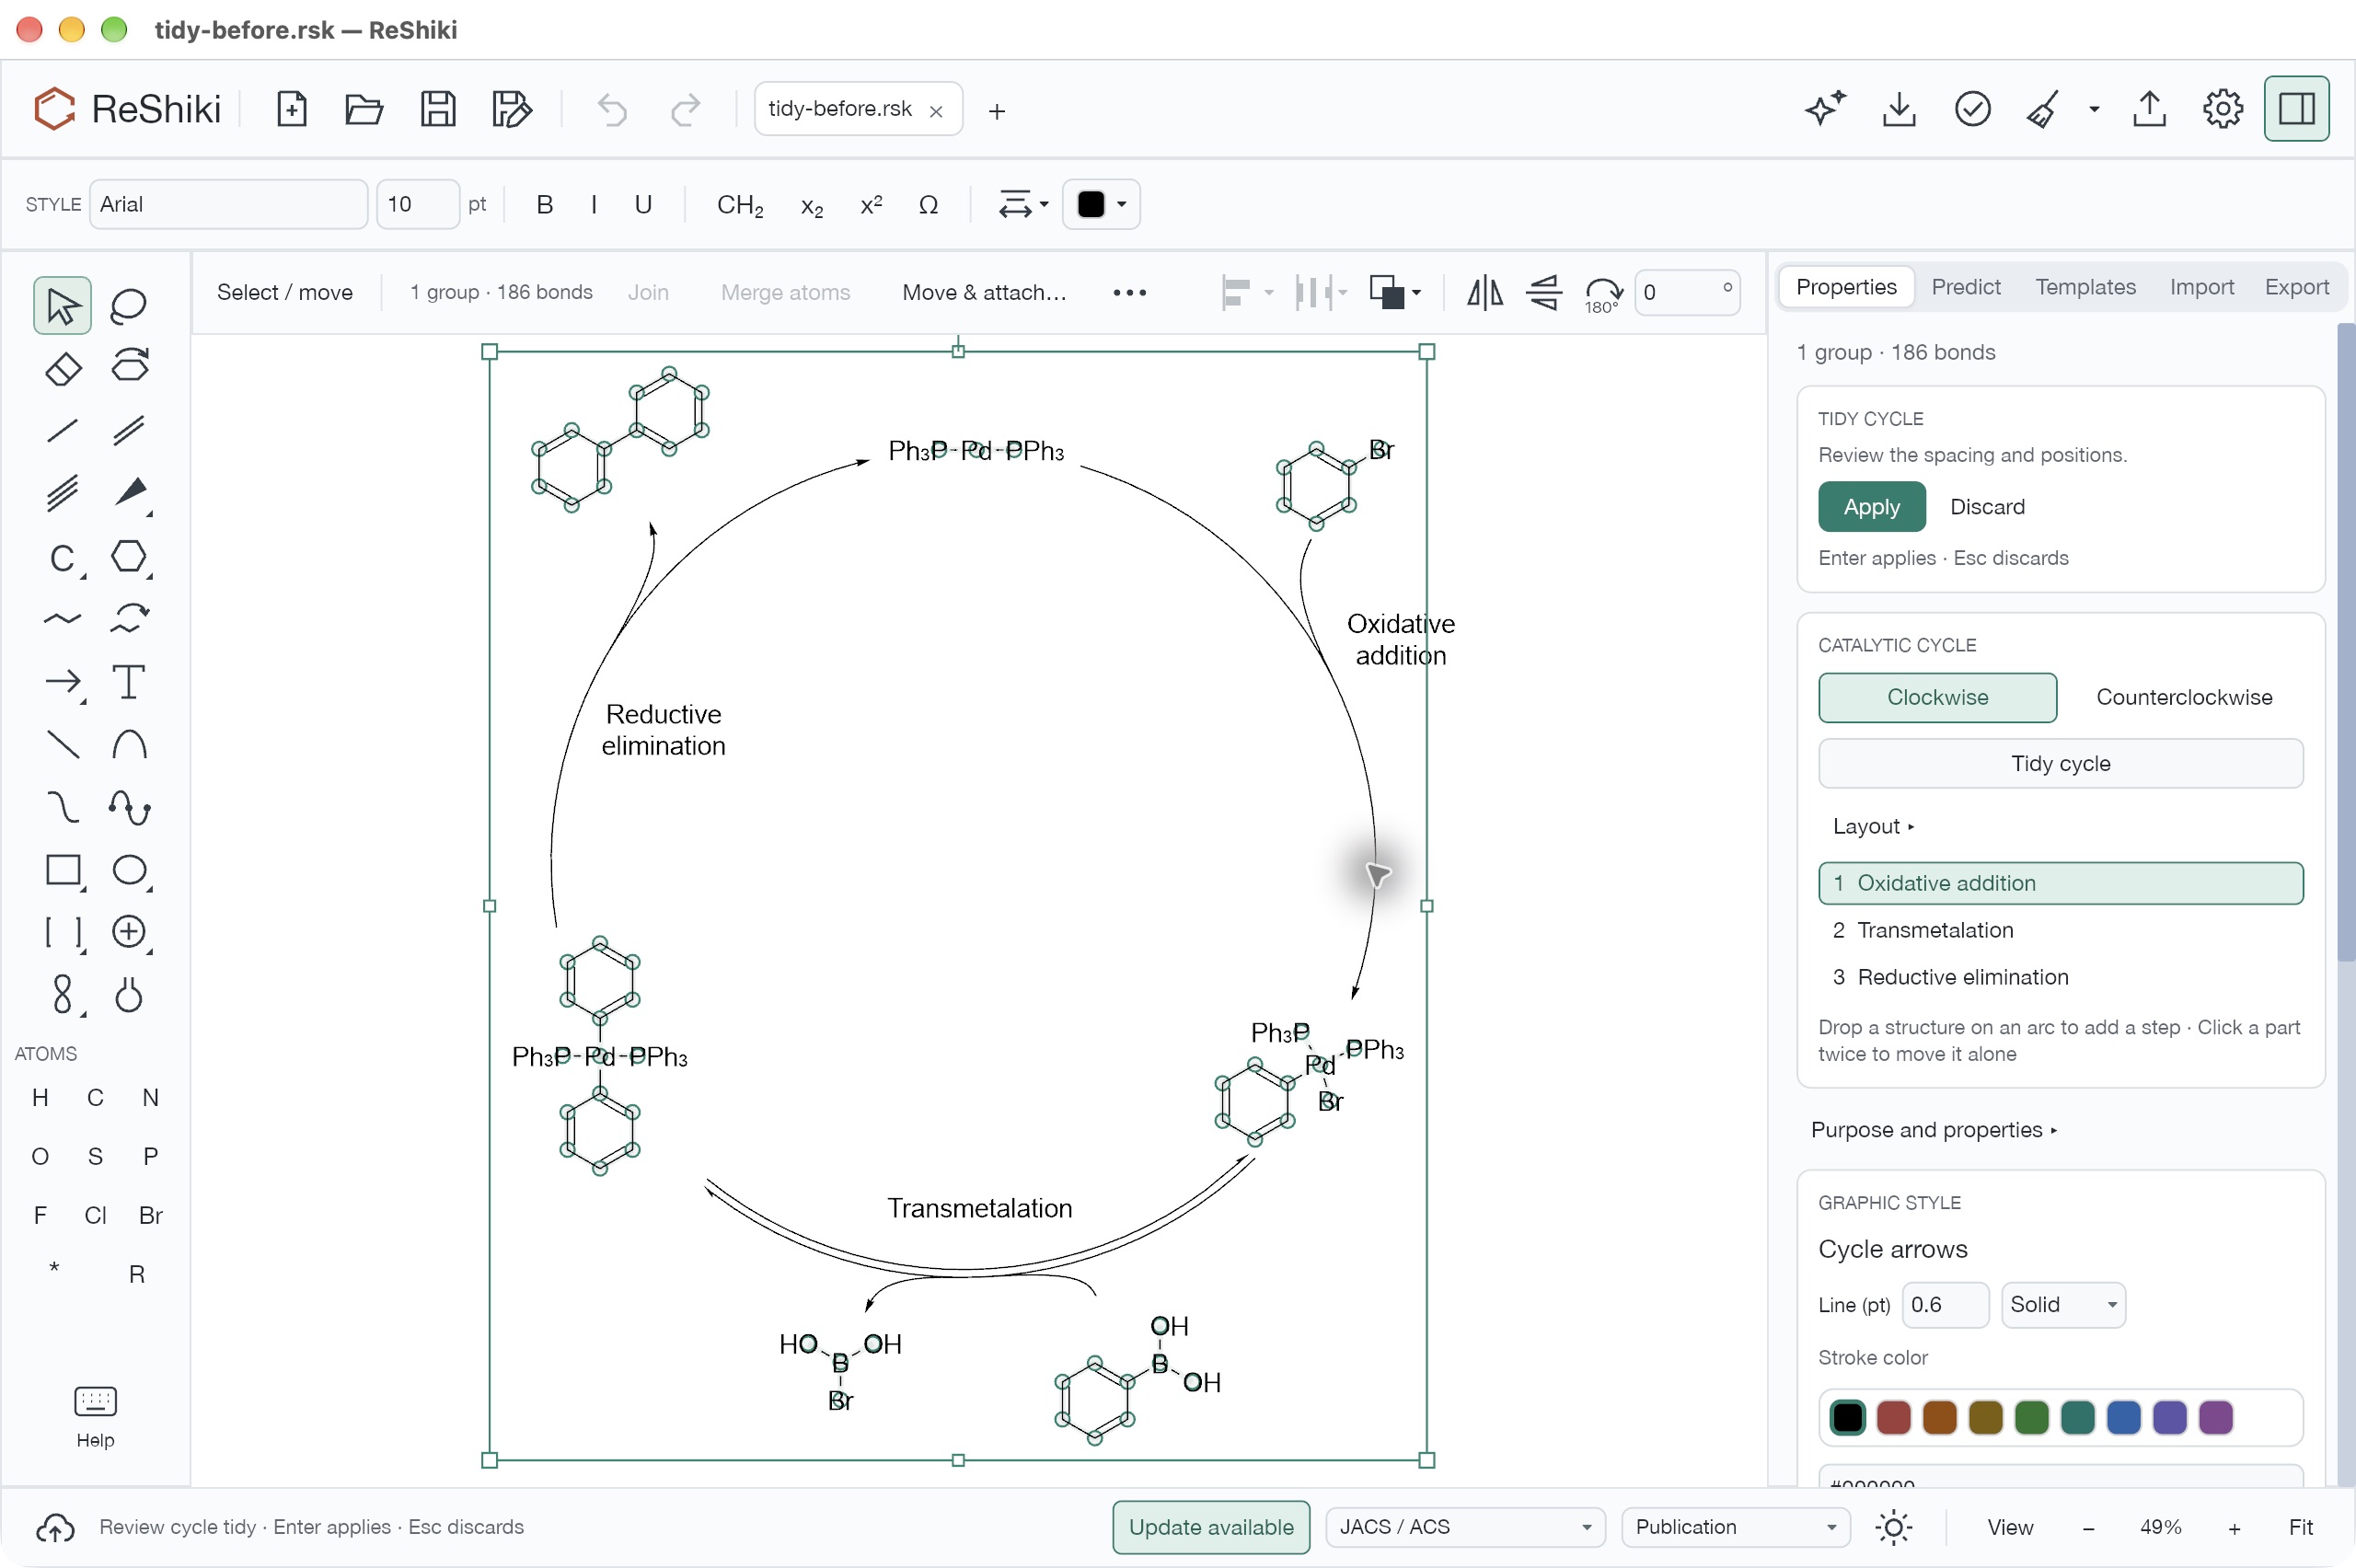 tidy-before.rsk — ReShiki
ReShiki
tidy-before.rsk ×
+
STYLE Arial 10 pt B I U CH₂ x₂ x² Ω
Select / move 1 group · 186 bonds Join Merge atoms Move & attach... ••• 180° 0 °
Properties Predict Templates Import Export
C
T
[ ]
ATOMS
H C N
O S P
F Cl Br
* R
Help
Ph₃P Pd PPh₃
Br
Oxidative
addition
Reductive
elimination
Ph₃P Pd PPh₃
Ph₃P
PPh₃
Pd
Br
Transmetalation
HO OH
B
Br
OH
B
OH
1 group · 186 bonds
TIDY CYCLE
Review the spacing and positions.
Apply Discard
Enter applies · Esc discards
CATALYTIC CYCLE
Clockwise Counterclockwise
Tidy cycle
Layout ▸
1 Oxidative addition
2 Transmetalation
3 Reductive elimination
Drop a structure on an arc to add a step · Click a part
twice to move it alone
Purpose and properties ▸
GRAPHIC STYLE
Cycle arrows
Line (pt) 0.6 Solid
Stroke color
#000000
Review cycle tidy · Enter applies · Esc discards
Update available JACS / ACS Publication View − 49% + Fit